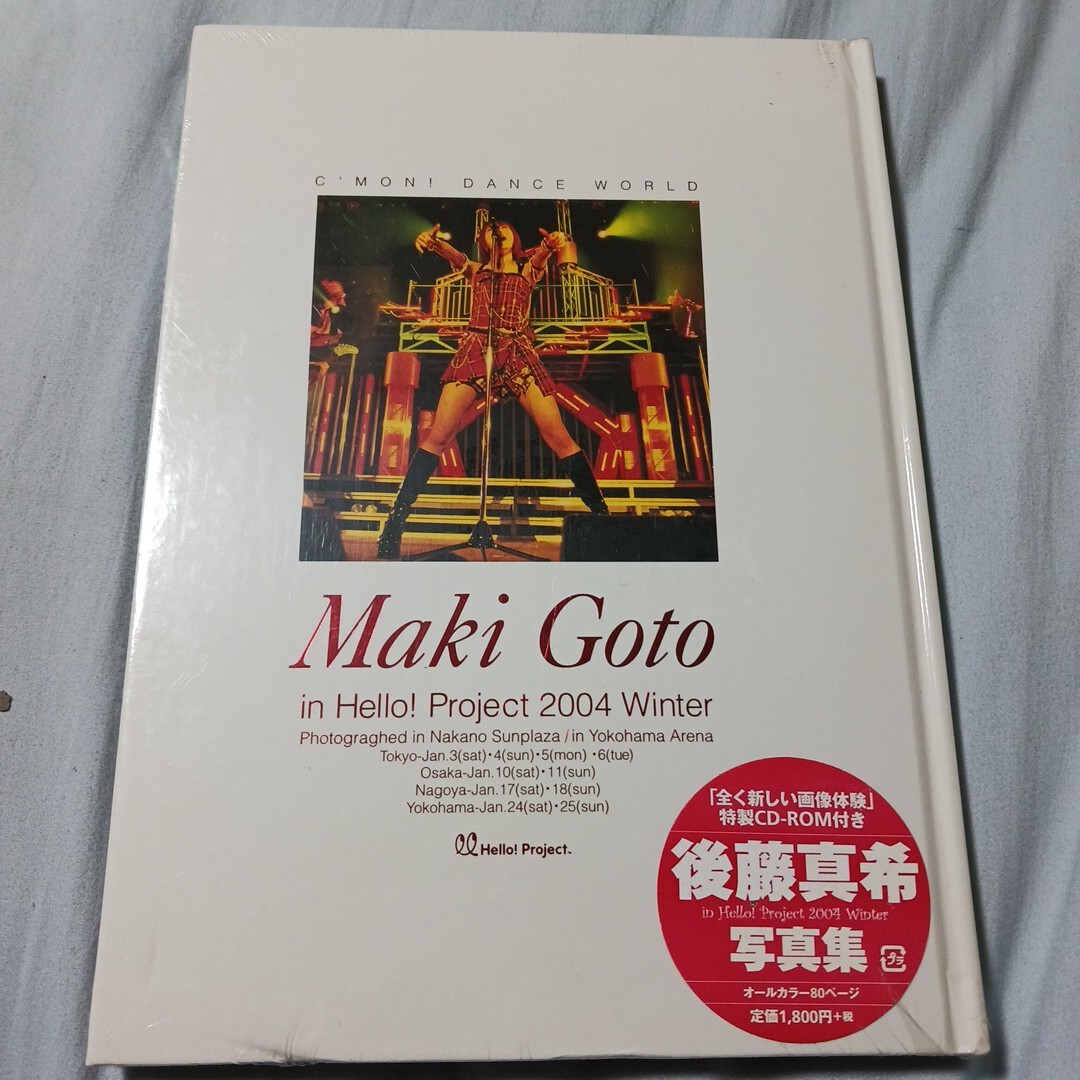 C'MON! DANCE WORLD
Maki Goto
in Hello! Project 2004 Winter
Photograghed in Nakano Sunplaza / in Yokohama Arena
Tokyo-Jan.3(sat)・4(sun)・5(mon)・6(tue)
Osaka-Jan.10(sat)・11(sun)
Nagoya-Jan.17(sat)・18(sun)
Yokohama-Jan.24(sat)・25(sun)
Hello! Project™
「全く新しい画像体験」
特製CD-ROM付き
後藤真希
in Hello! Project 2004 Winter
写真集 プラ
オールカラー80ページ
定価1,800円+税